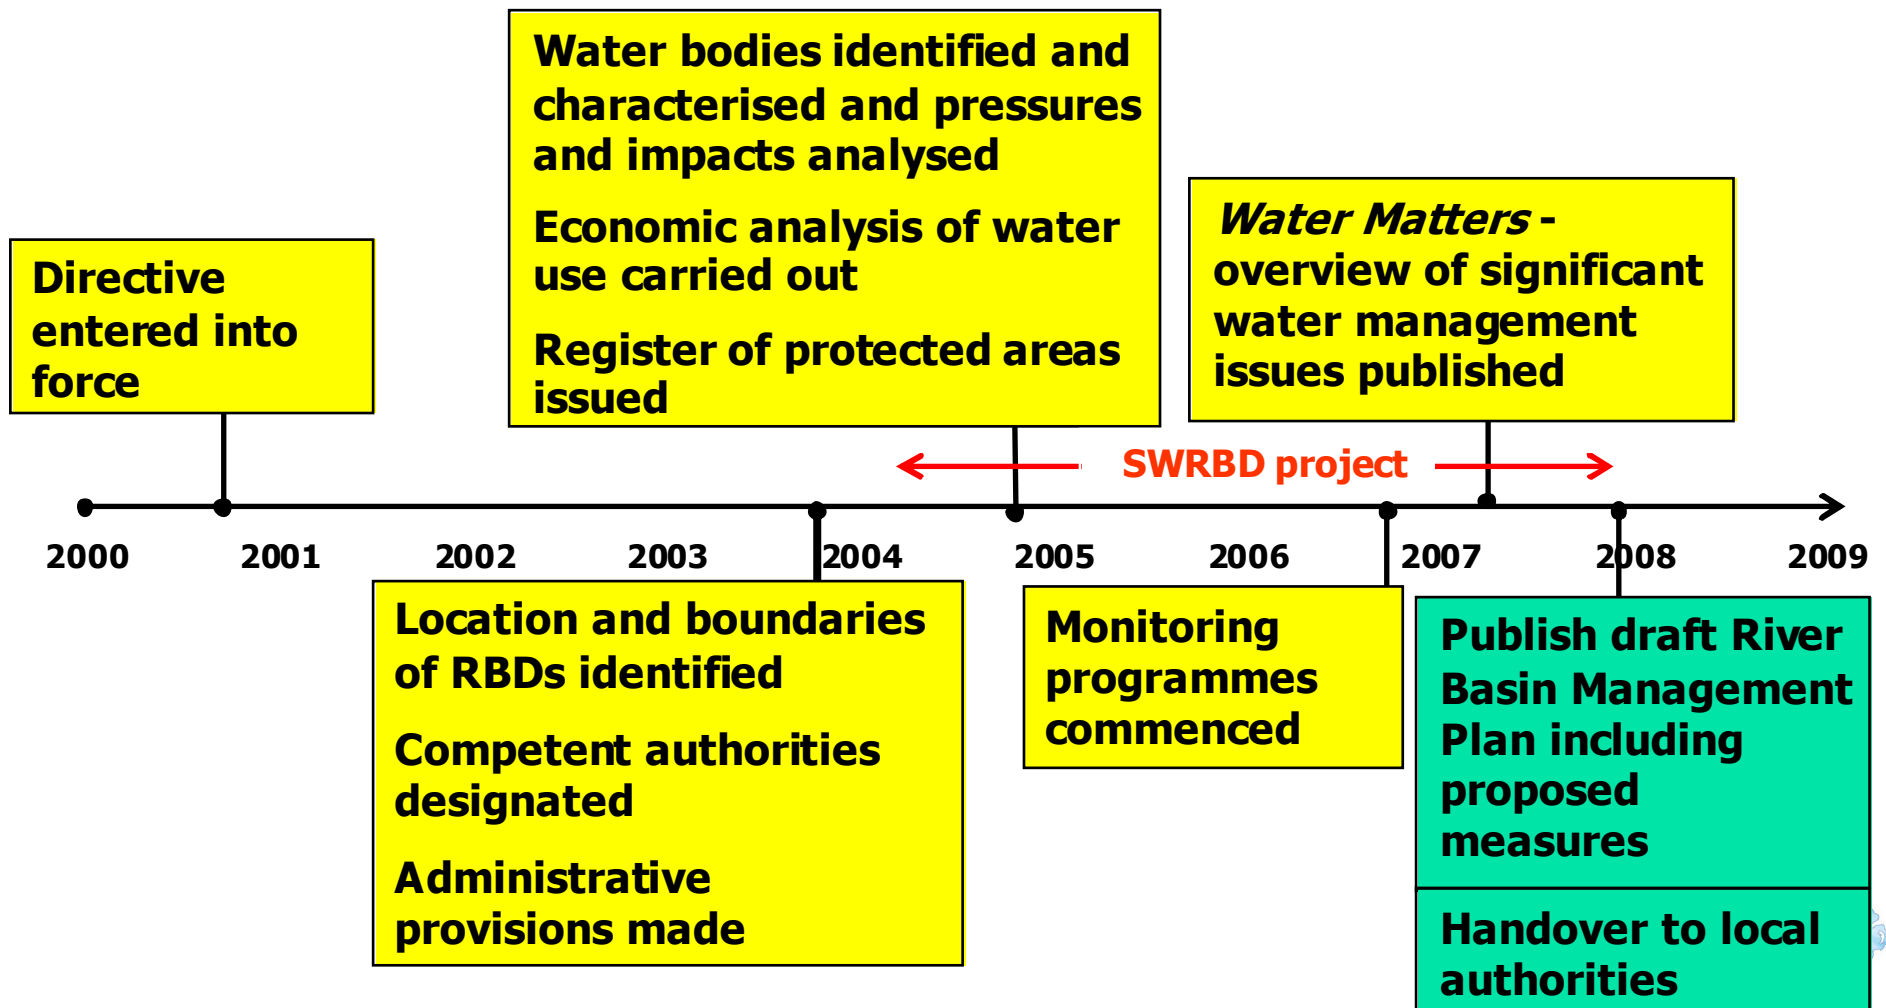 Water bodies identified and
characterised and pressures
and impacts analysed
Economic analysis of water
use carried out
Register of protected areas
issued
Water Matters -
overview of significant
water management
issues published
Directive
entered into
force
SWRBD project
2000 2001 2002 2003 2004 2005 2006 2007 2008 2009
Location and boundaries
of RBDs identified
Competent authorities
designated
Administrative
provisions made
Monitoring
programmes
commenced
Publish draft River
Basin Management
Plan including
proposed
measures
Handover to local
authorities